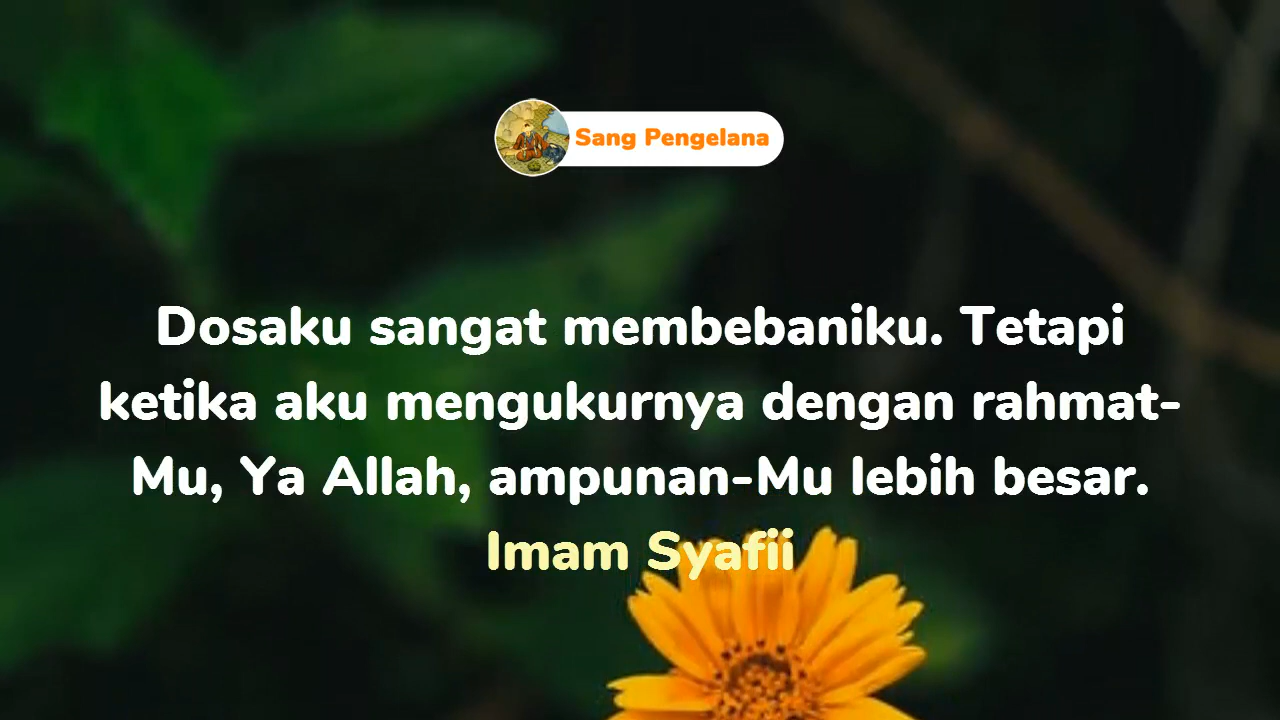 Sang Pengelana
Dosaku sangat membebaniku. Tetapi
ketika aku mengukurnya dengan rahmat-
Mu, Ya Allah, ampunan-Mu lebih besar.
Imam Syafii